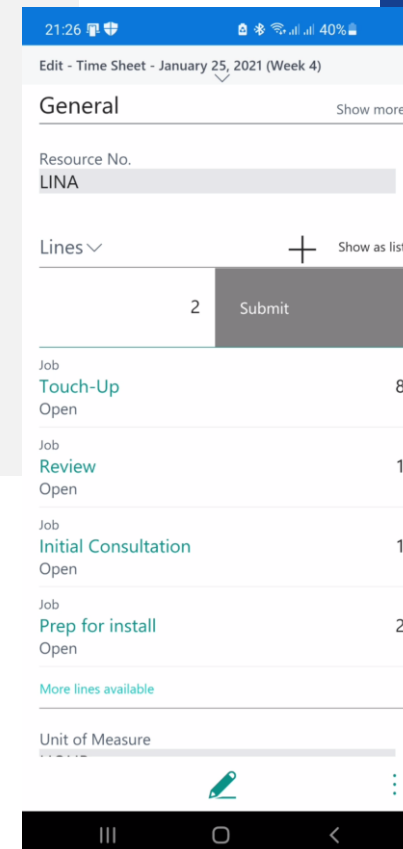 21:26 40%
Edit - Time Sheet - January 25, 2021 (Week 4)
General Show more
Resource No.
LINA
Lines Show as list
2 Submit
Job
Touch-Up 8
Open
Job
Review 1
Open
Job
Initial Consultation 1
Open
Job
Prep for install 2
Open
More lines available
Unit of Measure